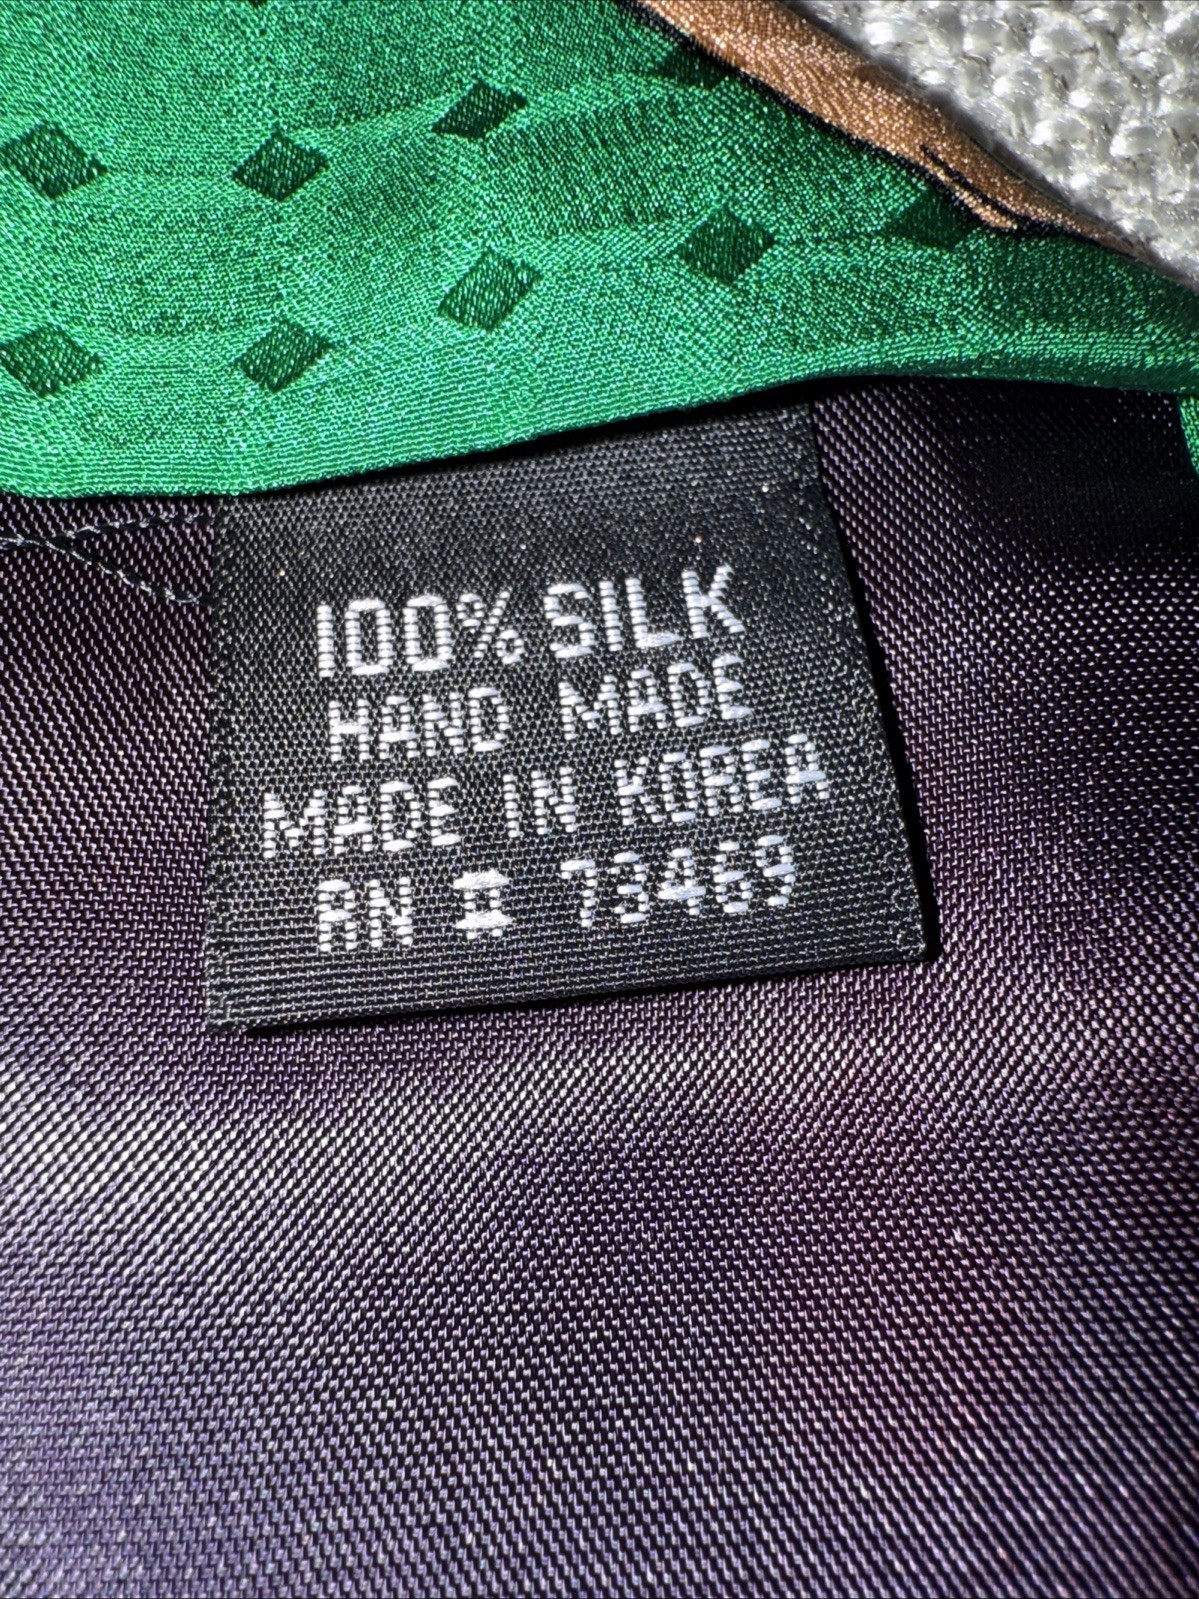 100% SILK
HAND MADE
MADE IN KOREA
RN # 73469